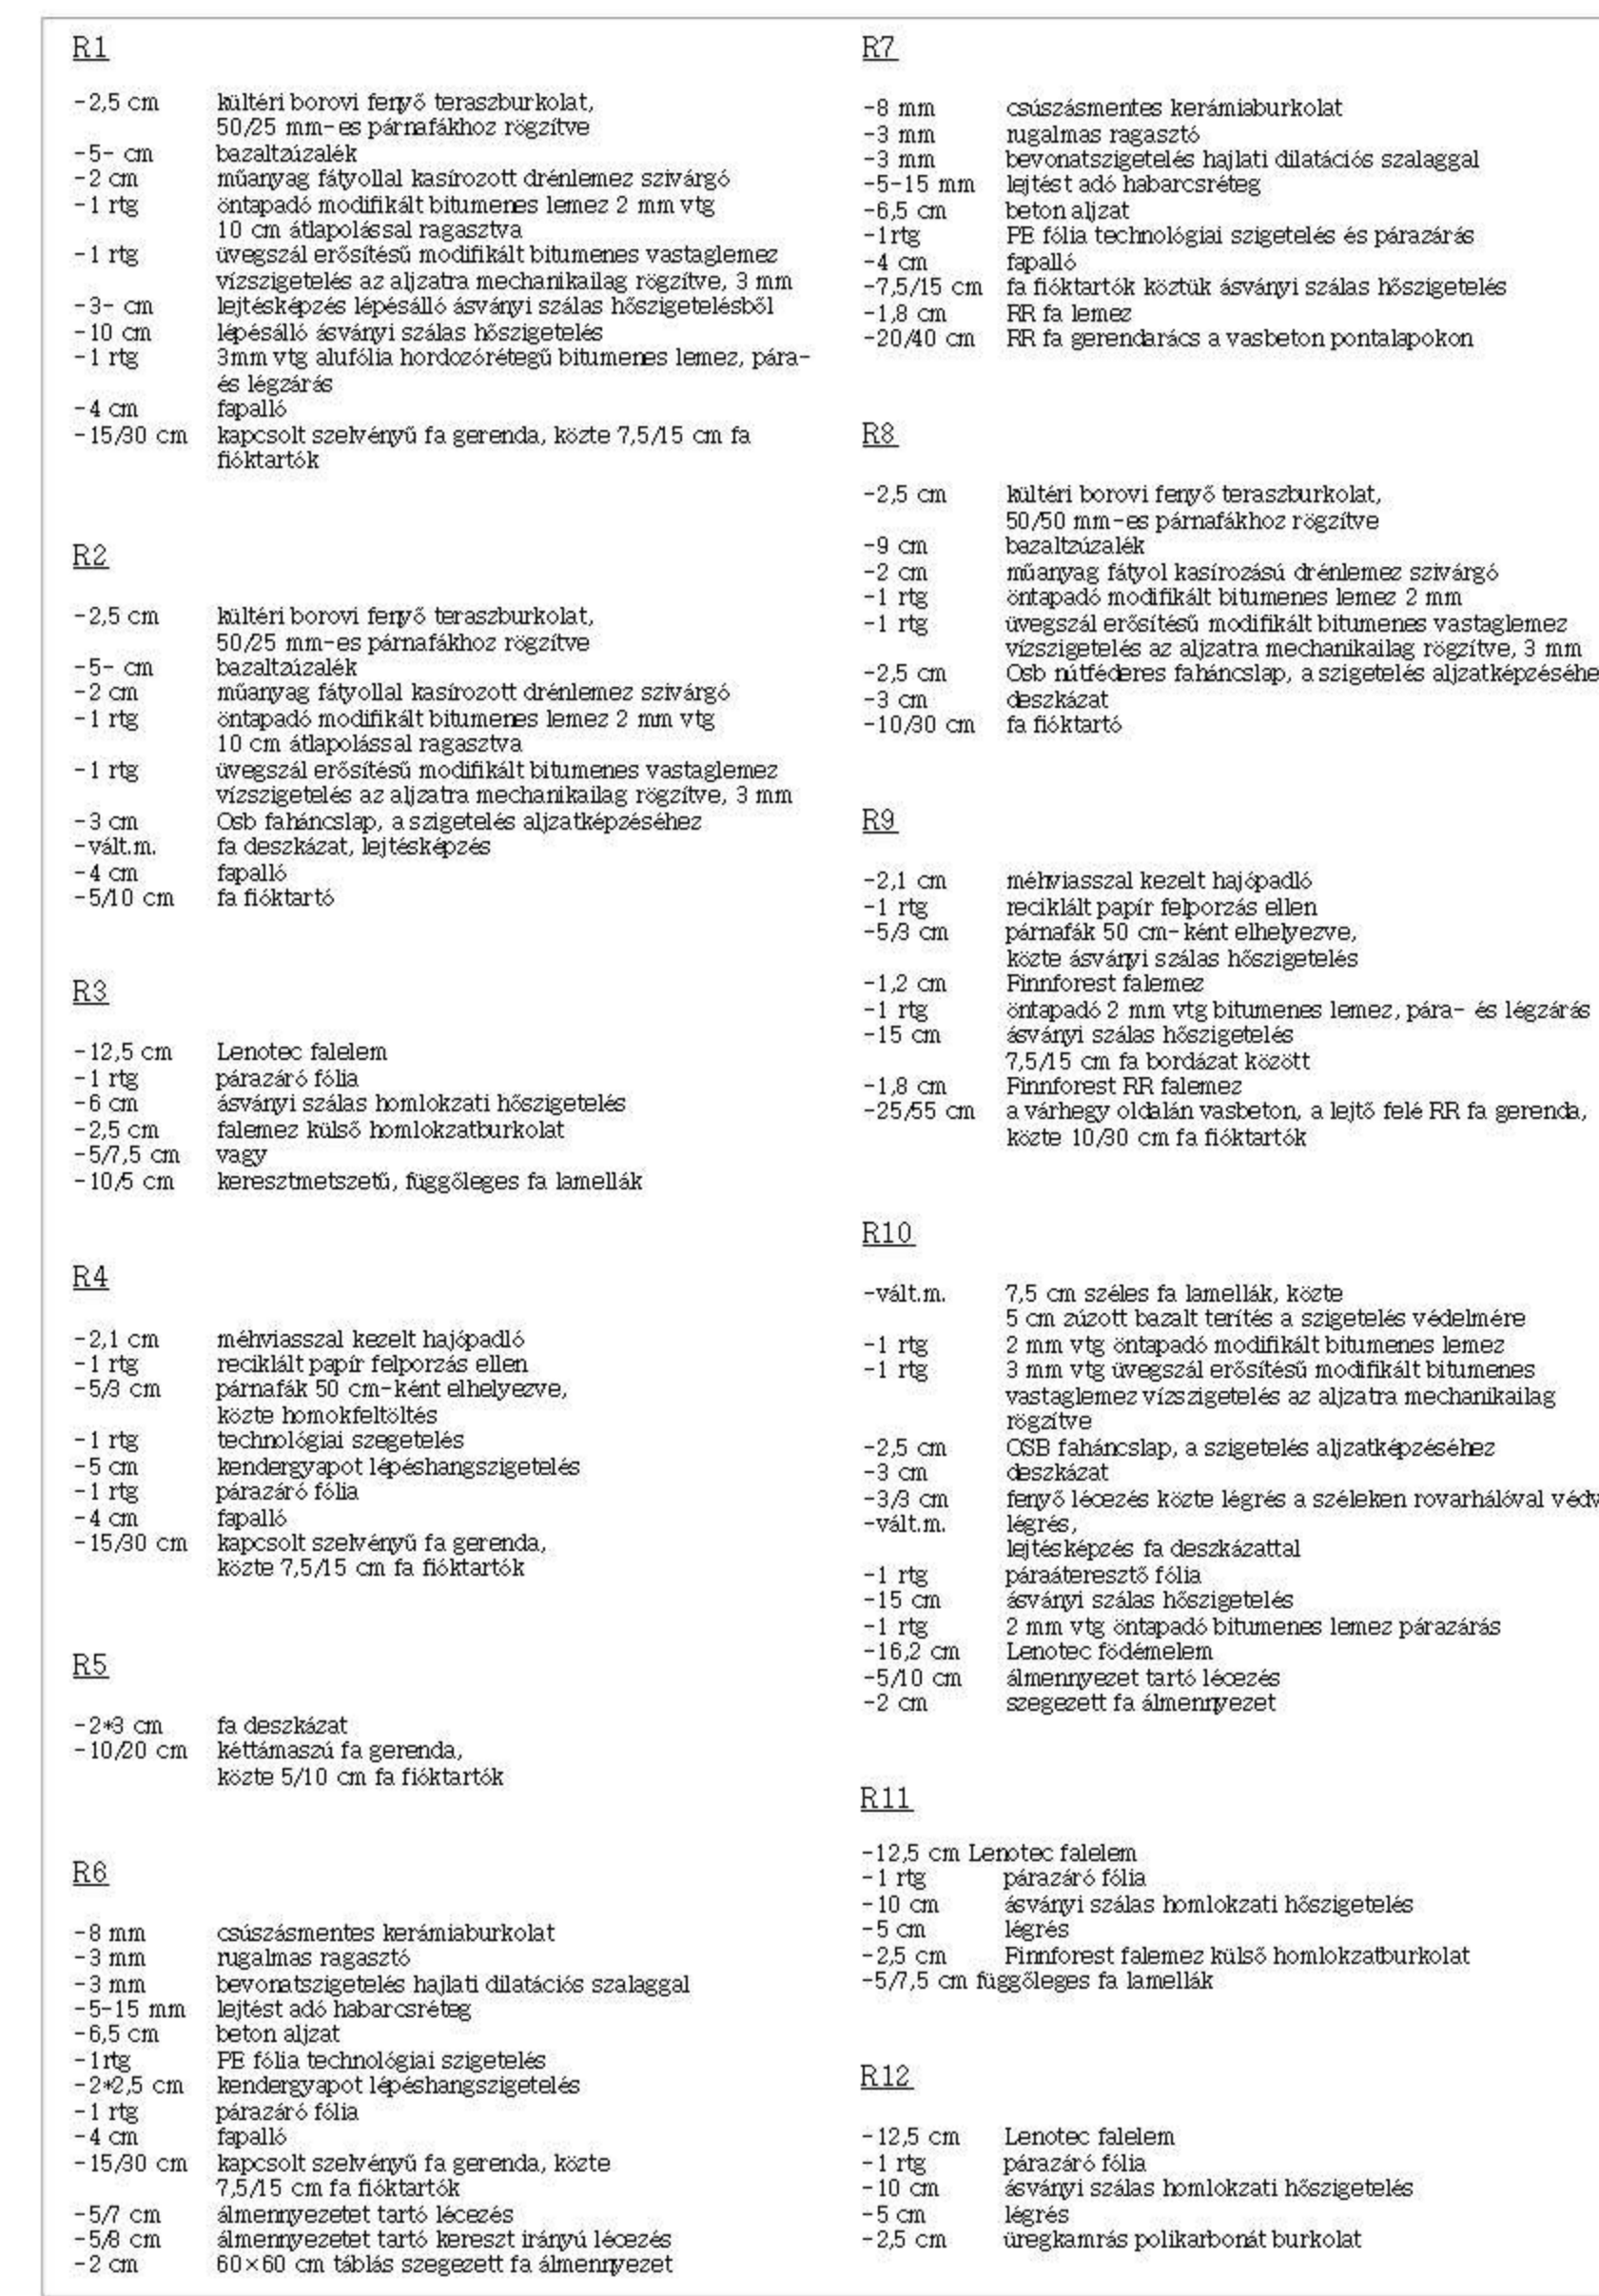 R1
-2,5 cm kültéri borovi fenyő teraszburkolat,
50/25 mm-es párnafákhoz rögzítve
-5- cm bazaltzúzalék
-2 cm műanyag fátyollal kasírozott drénlemez szivárgó
-1 rtg öntapadó modifikált bitumenes lemez 2 mm vtg
10 cm átlapolással ragasztva
-1 rtg üvegszál erősítésű modifikált bitumenes vastaglemez
vízszigetelés az aljzatra mechanikailag rögzítve, 3 mm
-3- cm lejtésképzés lépésálló ásványi szálas hőszigetelésből
-10 cm lépésálló ásványi szálas hőszigetelés
-1 rtg 3mm vtg alufólia hordozórétegű bitumenes lemez, pára-
és légzárás
-4 cm fapalló
-15/30 cm kapcsolt szelvényű fa gerenda, közte 7,5/15 cm fa
fióktartók
R2
-2,5 cm kültéri borovi fenyő teraszburkolat,
50/25 mm-es párnafákhoz rögzítve
-5- cm bazaltzúzalék
-2 cm műanyag fátyollal kasírozott drénlemez szivárgó
-1 rtg öntapadó modifikált bitumenes lemez 2 mm vtg
10 cm átlapolással ragasztva
-1 rtg üvegszál erősítésű modifikált bitumenes vastaglemez
vízszigetelés az aljzatra mechanikailag rögzítve, 3 mm
-3 cm Osb faháncslap, a szigetelés aljzatképzéséhez
-vált.m. fa deszkázat, lejtésképzés
-4 cm fapalló
-5/10 cm fa fióktartó
R3
-12,5 cm Lenotec falelem
-1 rtg párazáró fólia
-6 cm ásványi szálas homlokzati hőszigetelés
-2,5 cm falemez külső homlokzatburkolat
-5/7,5 cm vagy
-10/5 cm keresztmetszetű, függőleges fa lamellák
R4
-2,1 cm méhviasszal kezelt hajópadló
-1 rtg reciklált papír felporzás ellen
-5/3 cm párnafák 50 cm-ként elhelyezve,
közte homokfeltöltés
-1 rtg technológiai szegetelés
-5 cm kendergyapot lépéshangszigetelés
-1 rtg párazáró fólia
-4 cm fapalló
-15/30 cm kapcsolt szelvényű fa gerenda,
közte 7,5/15 cm fa fióktartók
R5
-2*3 cm fa deszkázat
-10/20 cm kéttámaszú fa gerenda,
közte 5/10 cm fa fióktartók
R6
-8 mm csúszásmentes kerámiaburkolat
-3 mm rugalmas ragasztó
-3 mm bevonatszigetelés hajlati dilatációs szalaggal
-5-15 mm lejtést adó habarcsréteg
-6,5 cm beton aljzat
-1rtg PE fólia technológiai szigetelés
-2*2,5 cm kendergyapot lépéshangszigetelés
-1 rtg párazáró fólia
-4 cm fapalló
-15/30 cm kapcsolt szelvényű fa gerenda, közte
7,5/15 cm fa fióktartók
-5/7 cm álmennyezetet tartó lécezés
-5/8 cm álmennyezetet tartó kereszt irányú lécezés
-2 cm 60×60 cm táblás szegezett fa álmennyezet
R7
-8 mm csúszásmentes kerámiaburkolat
-3 mm rugalmas ragasztó
-3 mm bevonatszigetelés hajlati dilatációs szalaggal
-5-15 mm lejtést adó habarcsréteg
-6,5 cm beton aljzat
-1rtg PE fólia technológiai szigetelés és párazárás
-4 cm fapalló
-7,5/15 cm fa fióktartók köztük ásványi szálas hőszigetelés
-1,8 cm RR fa lemez
-20/40 cm RR fa gerendarács a vasbeton pontalapokon
R8
-2,5 cm kültéri borovi fenyő teraszburkolat,
50/50 mm-es párnafákhoz rögzítve
-9 cm bazaltzúzalék
-2 cm műanyag fátyol kasírozású drénlemez szivárgó
-1 rtg öntapadó modifikált bitumenes lemez 2 mm
-1 rtg üvegszál erősítésű modifikált bitumenes vastaglemez
vízszigetelés az aljzatra mechanikailag rögzítve, 3 mm
-2,5 cm Osb nútféderes faháncslap, a szigetelés aljzatképzéséhe
-3 cm deszkázat
-10/30 cm fa fióktartó
R9
-2,1 cm méhviasszal kezelt hajópadló
-1 rtg reciklált papír felporzás ellen
-5/3 cm párnafák 50 cm-ként elhelyezve,
közte ásványi szálas hőszigetelés
-1,2 cm Finnforest falemez
-1 rtg öntapadó 2 mm vtg bitumenes lemez, pára- és légzárás
-15 cm ásványi szálas hőszigetelés
7,5/15 cm fa bordázat között
-1,8 cm Finnforest RR falemez
-25/55 cm a várhegy oldalán vasbeton, a lejtő felé RR fa gerenda,
közte 10/30 cm fa fióktartók
R10
-vált.m. 7,5 cm széles fa lamellák, közte
5 cm zúzott bazalt terítés a szigetelés védelmére
-1 rtg 2 mm vtg öntapadó modifikált bitumenes lemez
-1 rtg 3 mm vtg üvegszál erősítésű modifikált bitumenes
vastaglemez vízszigetelés az aljzatra mechanikailag
rögzítve
-2,5 cm OSB faháncslap, a szigetelés aljzatképzéséhez
-3 cm deszkázat
-3/3 cm fenyő lécezés közte légrés a széleken rovarhálóval védv
-vált.m. légrés,
lejtésképzés fa deszkázattal
-1 rtg páraáteresztő fólia
-15 cm ásványi szálas hőszigetelés
-1 rtg 2 mm vtg öntapadó bitumenes lemez párazárás
-16,2 cm Lenotec födémelem
-5/10 cm álmennyezet tartó lécezés
-2 cm szegezett fa álmennyezet
R11
-12,5 cm Lenotec falelem
-1 rtg párazáró fólia
-10 cm ásványi szálas homlokzati hőszigetelés
-5 cm légrés
-2,5 cm Finnforest falemez külső homlokzatburkolat
-5/7,5 cm függőleges fa lamellák
R12
-12,5 cm Lenotec falelem
-1 rtg párazáró fólia
-10 cm ásványi szálas homlokzati hőszigetelés
-5 cm légrés
-2,5 cm üregkamrás polikarbonát burkolat